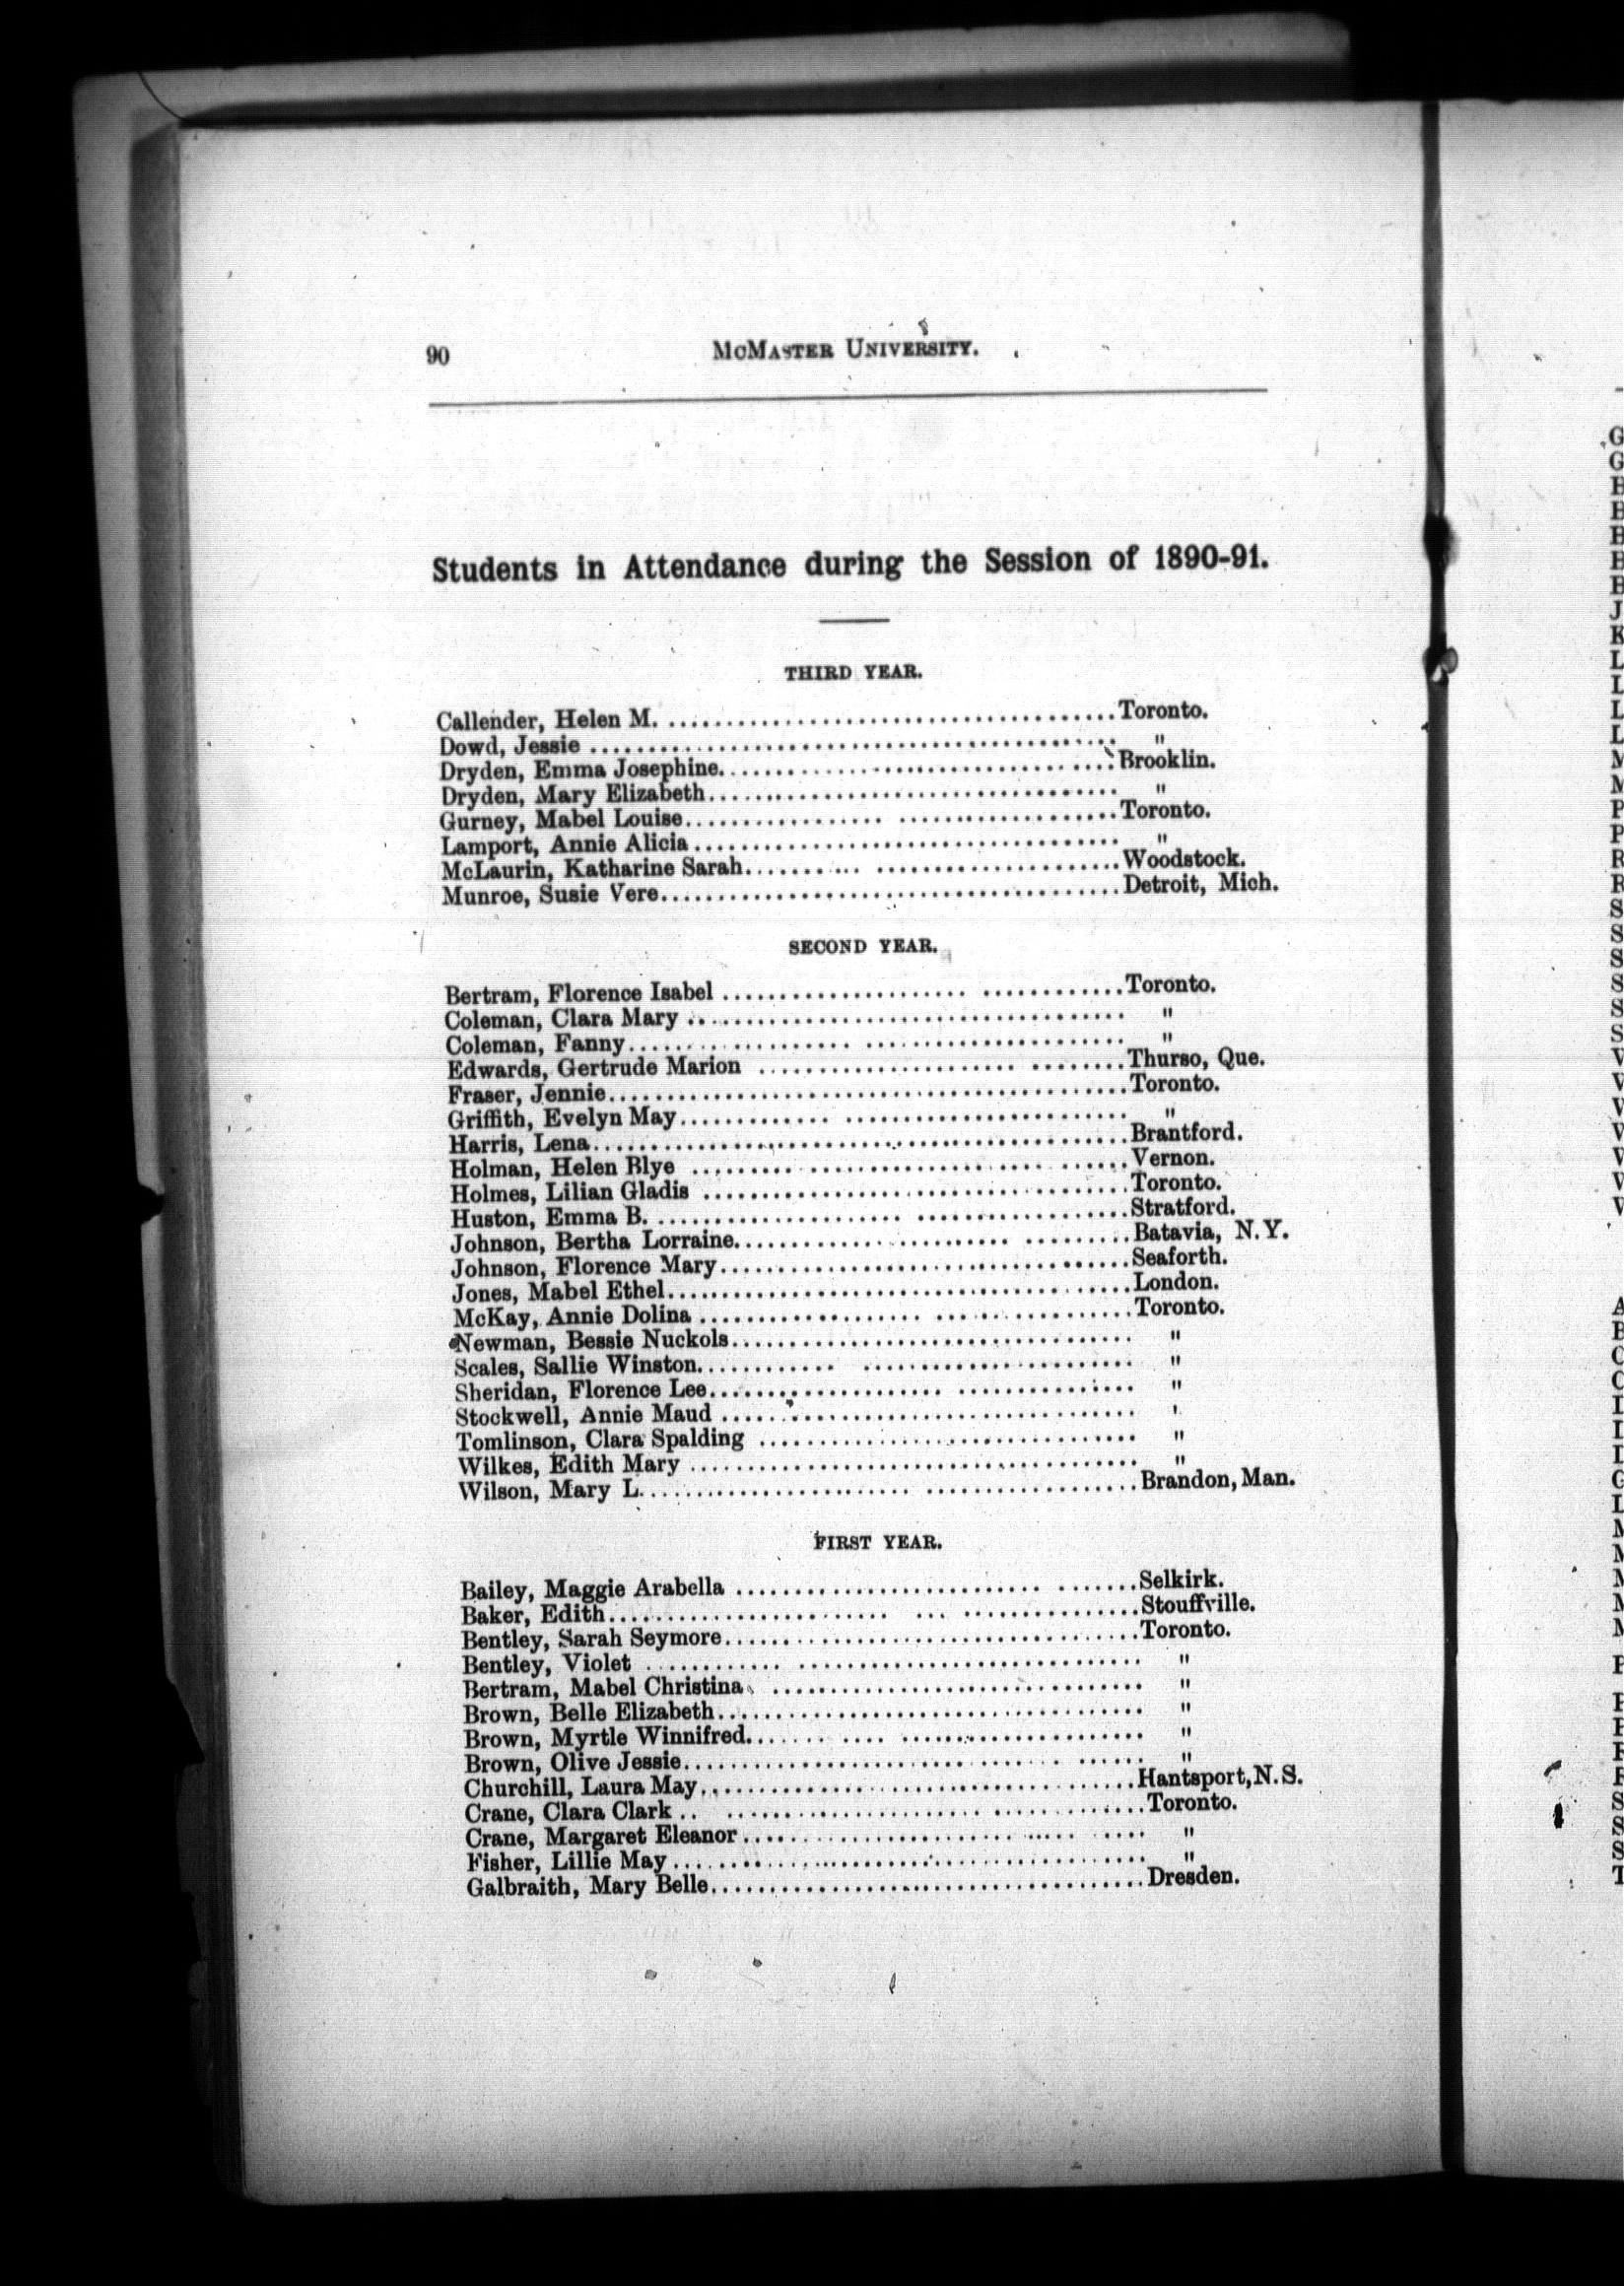 90
McMaster University.
Students in Attendance during the Session of 1890-91.
THIRD YEAR.
Callender, Helen M. ........ Toronto.
Dowd, Jessie ........ "
Dryden, Emma Josephine ........ Brooklin.
Dryden, Mary Elizabeth ........ "
Gurney, Mabel Louise ........ Toronto.
Lamport, Annie Alicia ........ "
McLaurin, Katharine Sarah ........ Woodstock.
Munroe, Susie Vere ........ Detroit, Mich.
SECOND YEAR.
Bertram, Florence Isabel ........ Toronto.
Coleman, Clara Mary ........ "
Coleman, Fanny ........ "
Edwards, Gertrude Marion ........ Thurso, Que.
Fraser, Jennie ........ Toronto.
Griffith, Evelyn May ........ "
Harris, Lena ........ Brantford.
Holman, Helen Blye ........ Vernon.
Holmes, Lilian Gladis ........ Toronto.
Huston, Emma B. ........ Stratford.
Johnson, Bertha Lorraine ........ Batavia, N.Y.
Johnson, Florence Mary ........ Seaforth.
Jones, Mabel Ethel ........ London.
McKay, Annie Dolina ........ Toronto.
Newman, Bessie Nuckols ........ "
Scales, Sallie Winston ........ "
Sheridan, Florence Lee ........ "
Stockwell, Annie Maud ........ "
Tomlinson, Clara Spalding ........ "
Wilkes, Edith Mary ........ "
Wilson, Mary L. ........ Brandon, Man.
FIRST YEAR.
Bailey, Maggie Arabella ........ Selkirk.
Baker, Edith ........ Stouffville.
Bentley, Sarah Seymore ........ Toronto.
Bentley, Violet ........ "
Bertram, Mabel Christina ........ "
Brown, Belle Elizabeth ........ "
Brown, Myrtle Winnifred ........ "
Brown, Olive Jessie ........ "
Churchill, Laura May ........ Hantsport, N.S.
Crane, Clara Clark ........ Toronto.
Crane, Margaret Eleanor ........ "
Fisher, Lillie May ........ "
Galbraith, Mary Belle ........ Dresden.